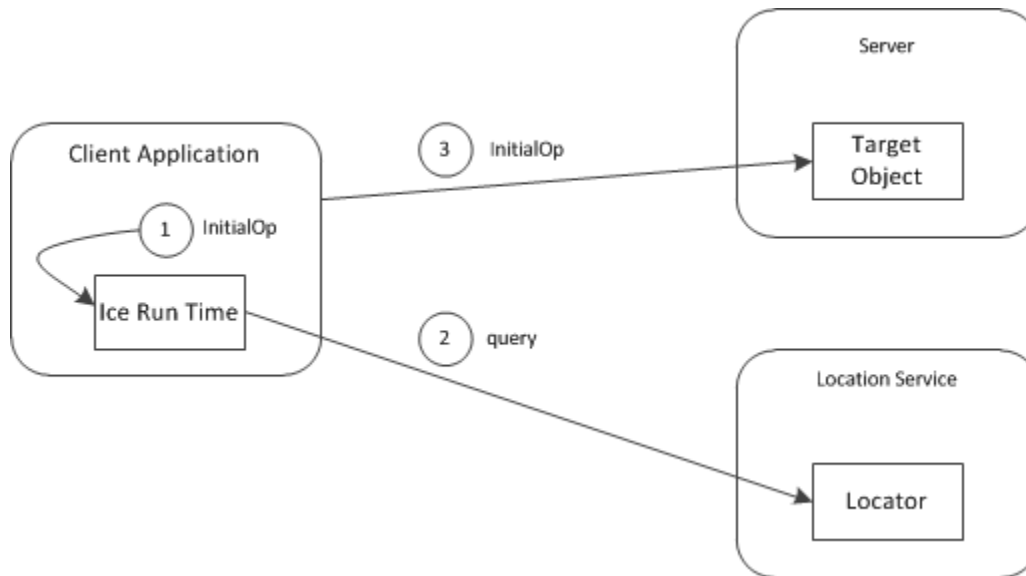 Server
Client Application
3
InitialOp
Target
Object
1
InitialOp
Ice Run Time
2
query
Location Service
Locator